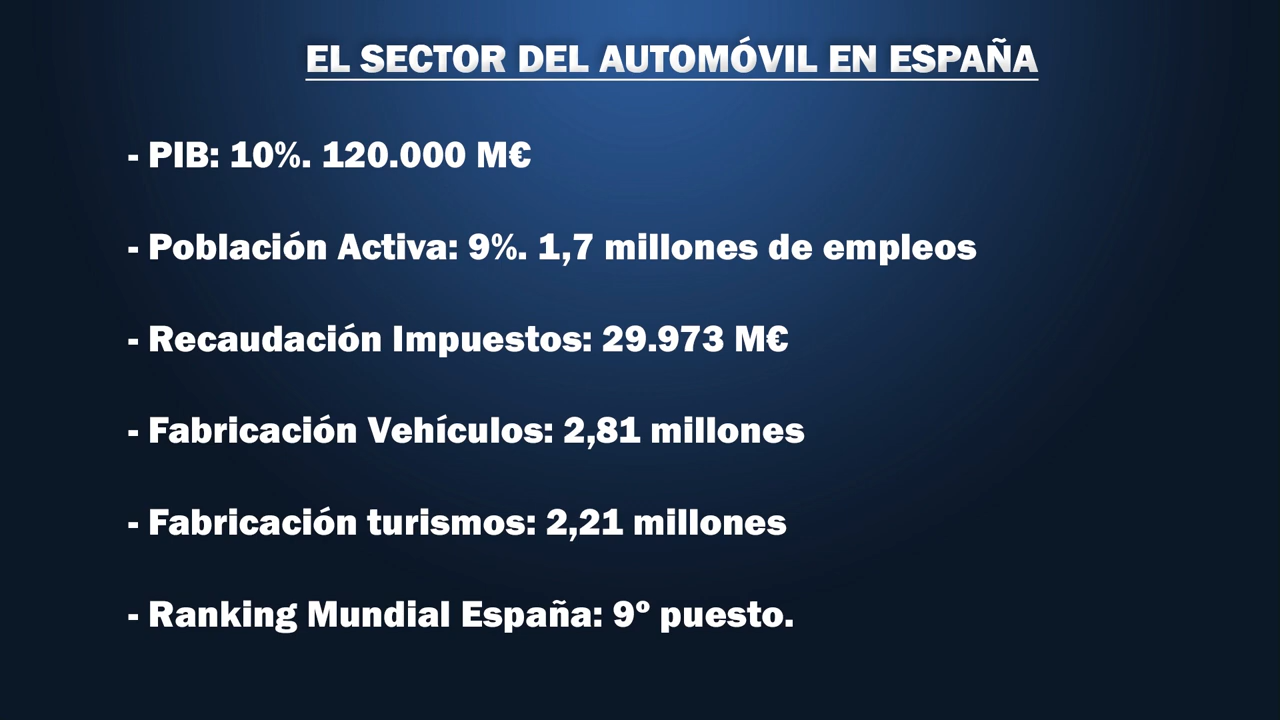 EL SECTOR DEL AUTOMÓVIL EN ESPAÑA
- PIB: 10%. 120.000 M€
- Población Activa: 9%. 1,7 millones de empleos
- Recaudación Impuestos: 29.973 M€
- Fabricación Vehículos: 2,81 millones
- Fabricación turismos: 2,21 millones
- Ranking Mundial España: 9º puesto.